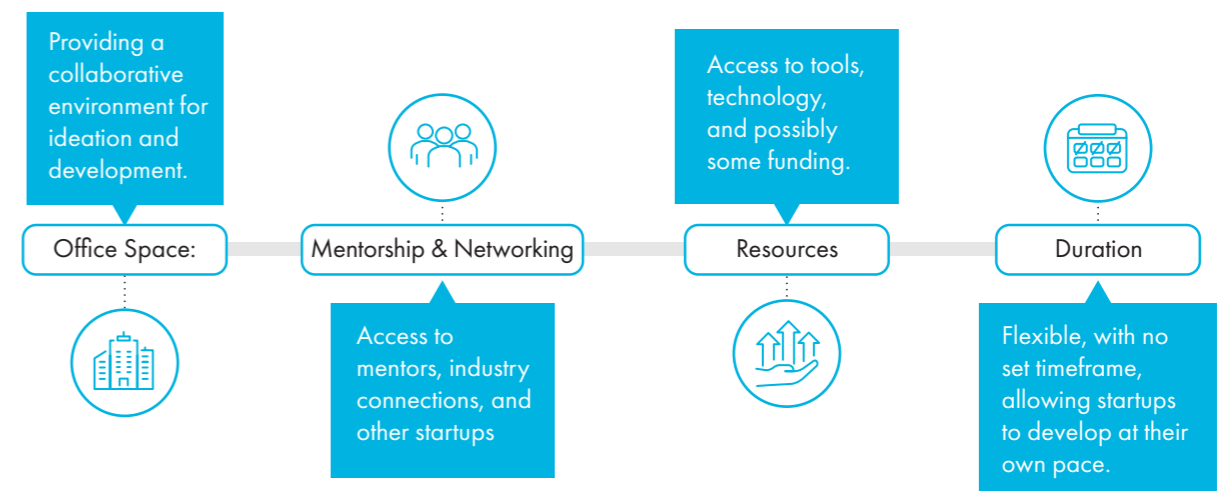 Providing a
collaborative
environment for
ideation and
development.
Office Space:
Mentorship & Networking
Access to
mentors, industry
connections, and
other startups
Access to tools,
technology,
and possibly
some funding.
Resources
Duration
Flexible, with no
set timeframe,
allowing startups
to develop at their
own pace.